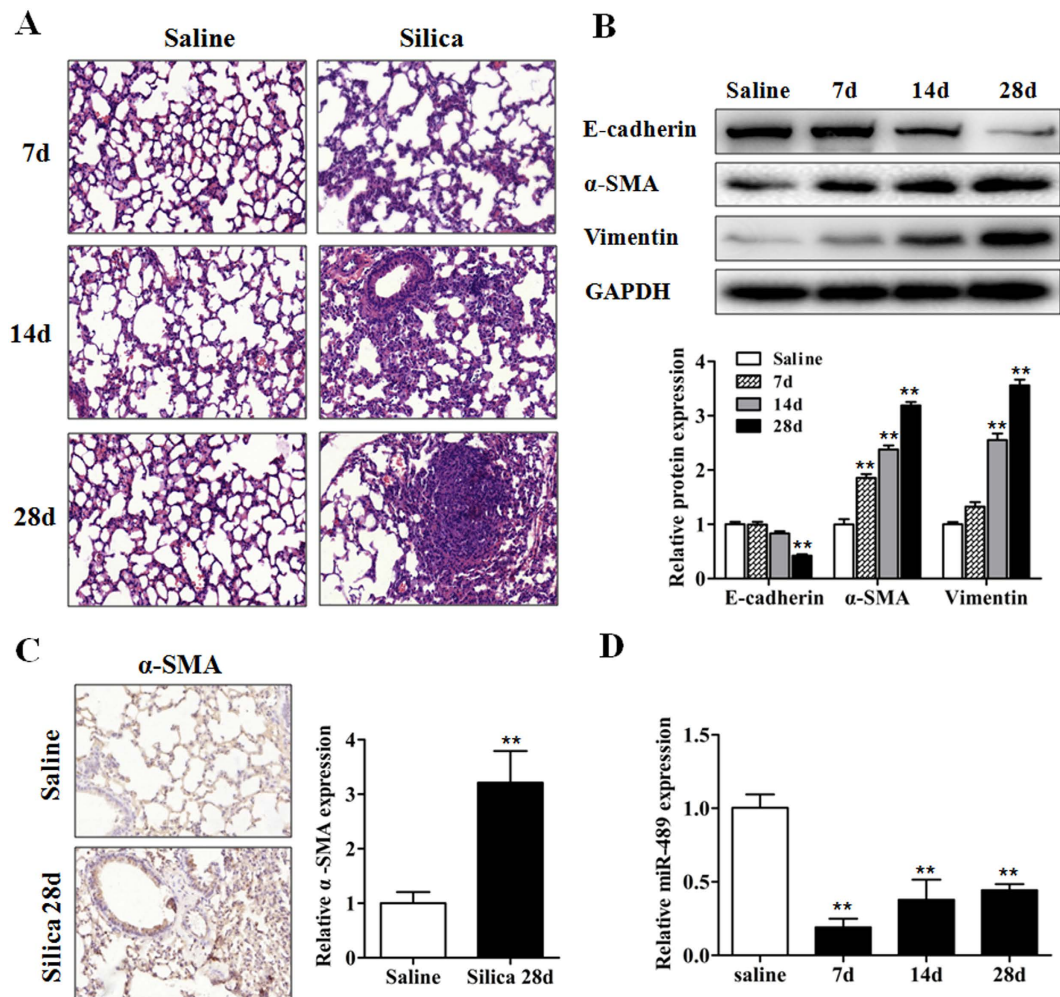 A
Saline Silica
7d
14d
28d
B
Saline 7d 14d 28d
E-cadherin
α-SMA
Vimentin
GAPDH
Relative protein expression
4
3
2
1
0
Saline
7d
14d
28d
**
** ** **
** **
E-cadherin α-SMA Vimentin
C
α-SMA
Saline
Silica 28d
Relative α -SMA expression
4
3
2
1
0
**
Saline Silica 28d
D
Relative miR-489 expression
1.5
1.0
0.5
0.0
** ** **
saline 7d 14d 28d